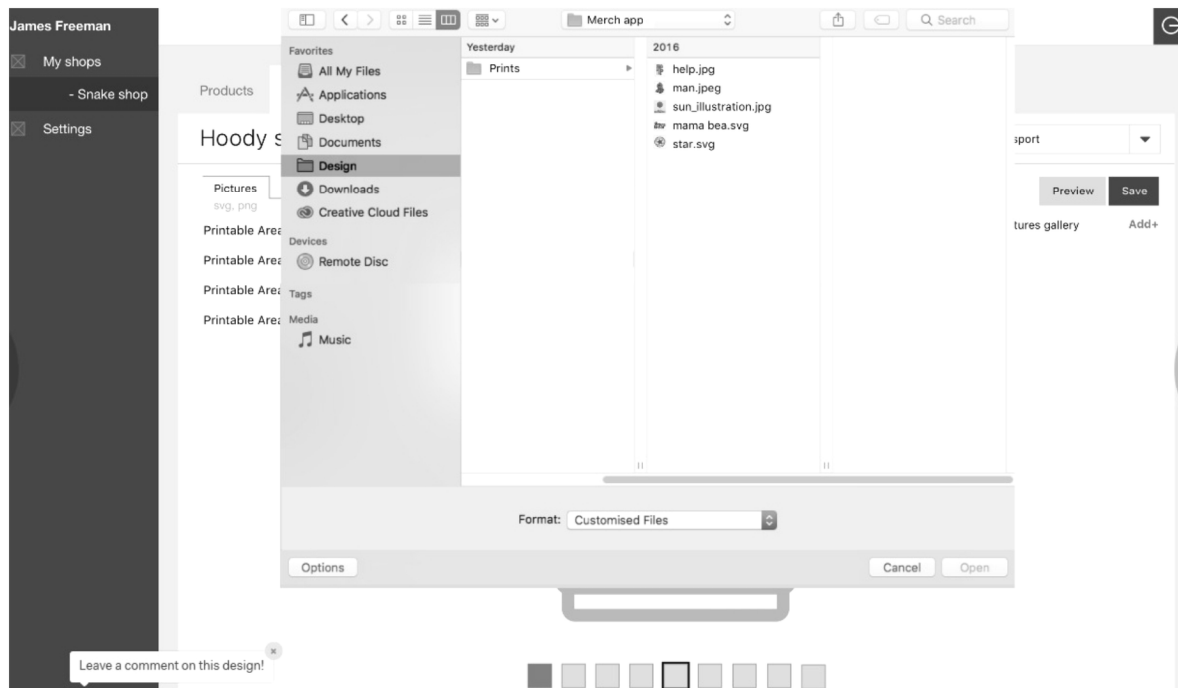 James Freeman
My shops
- Snake shop
Settings
Products
Hoody s
Pictures
svg, png
Printable Area
Printable Area
Printable Area
Printable Area
Merch app
Search
Favorites
All My Files
Applications
Desktop
Documents
Design
Downloads
Creative Cloud Files
Devices
Remote Disc
Tags
Media
Music
Yesterday
Prints
2016
help.jpg
man.jpeg
sun_illustration.jpg
mama bea.svg
star.svg
Format: Customised Files
Options
Cancel Open
sport
Preview Save
tures gallery Add+
Leave a comment on this design!